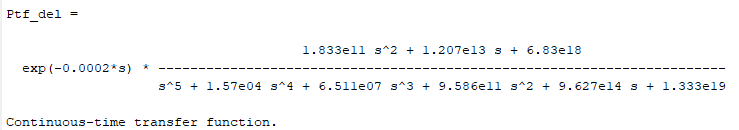 Ptf_del =
1.833e11 s^2 + 1.207e13 s + 6.83e18
exp(-0.0002*s) * ----------------------------------------------------------------------
s^5 + 1.57e04 s^4 + 6.511e07 s^3 + 9.586e11 s^2 + 9.627e14 s + 1.333e19
Continuous-time transfer function.